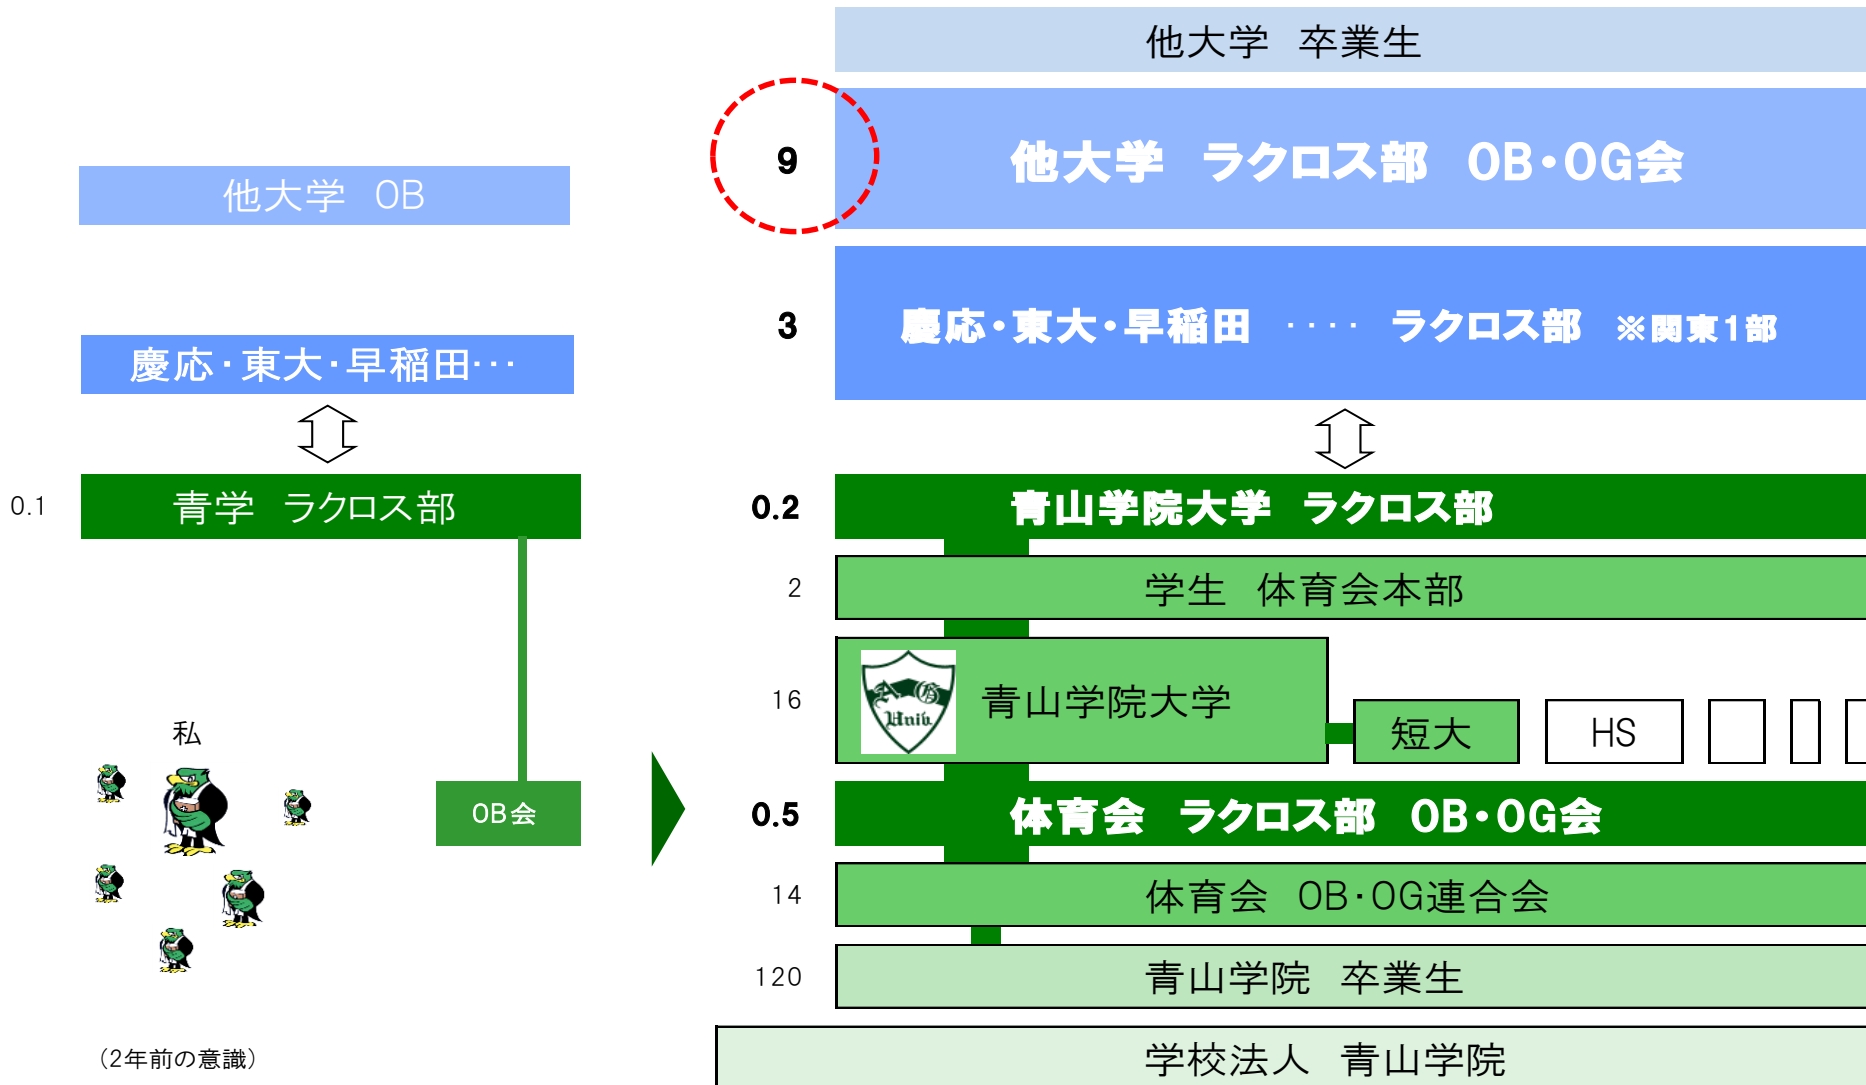 他大学 OB
慶応・東大・早稲田・・・
0.1
青学 ラクロス部
私
OB会
(2年前の意識)
他大学 卒業生
9
他大学 ラクロス部 OB・OG会
3
慶応・東大・早稲田 ・・・・ ラクロス部 ※関東1部
0.2
青山学院大学 ラクロス部
2
学生 体育会本部
16
A G
Univ.
青山学院大学
短大
HS
0.5
体育会 ラクロス部 OB・OG会
14
体育会 OB・OG連合会
120
青山学院 卒業生
学校法人 青山学院